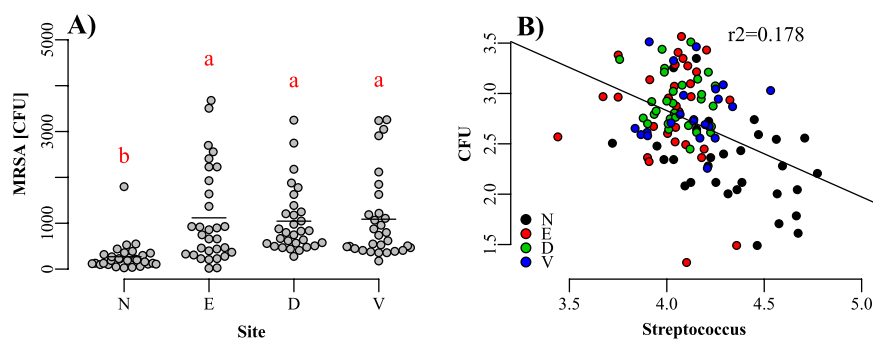 A)
MRSA [CFU]
5000
3000
1000
0
b
a
a
a
N E D V
Site
B)
r2=0.178
CFU
3.5
3.0
2.5
2.0
1.5
N
E
D
V
3.5 4.0 4.5 5.0
Streptococcus